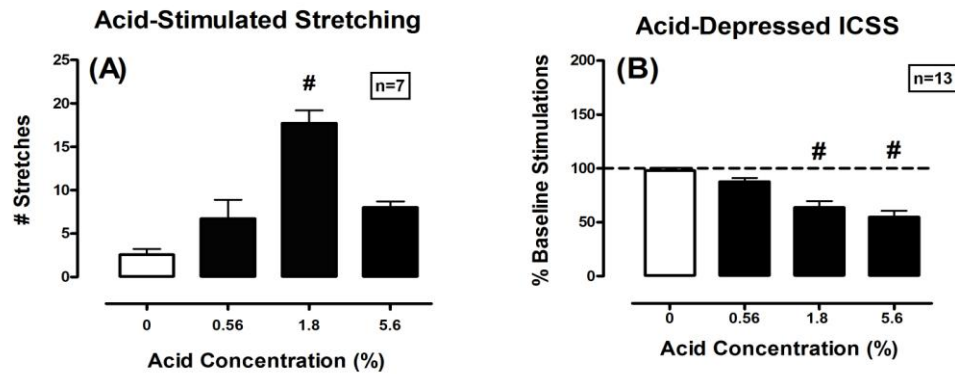 Acid-Stimulated Stretching
(A)
n=7
#
# Stretches
25
20
15
10
5
0
0 0.56 1.8 5.6
Acid Concentration (%)
Acid-Depressed ICSS
(B)
n=13
# #
% Baseline Stimulations
200
150
100
50
0
0 0.56 1.8 5.6
Acid Concentration (%)